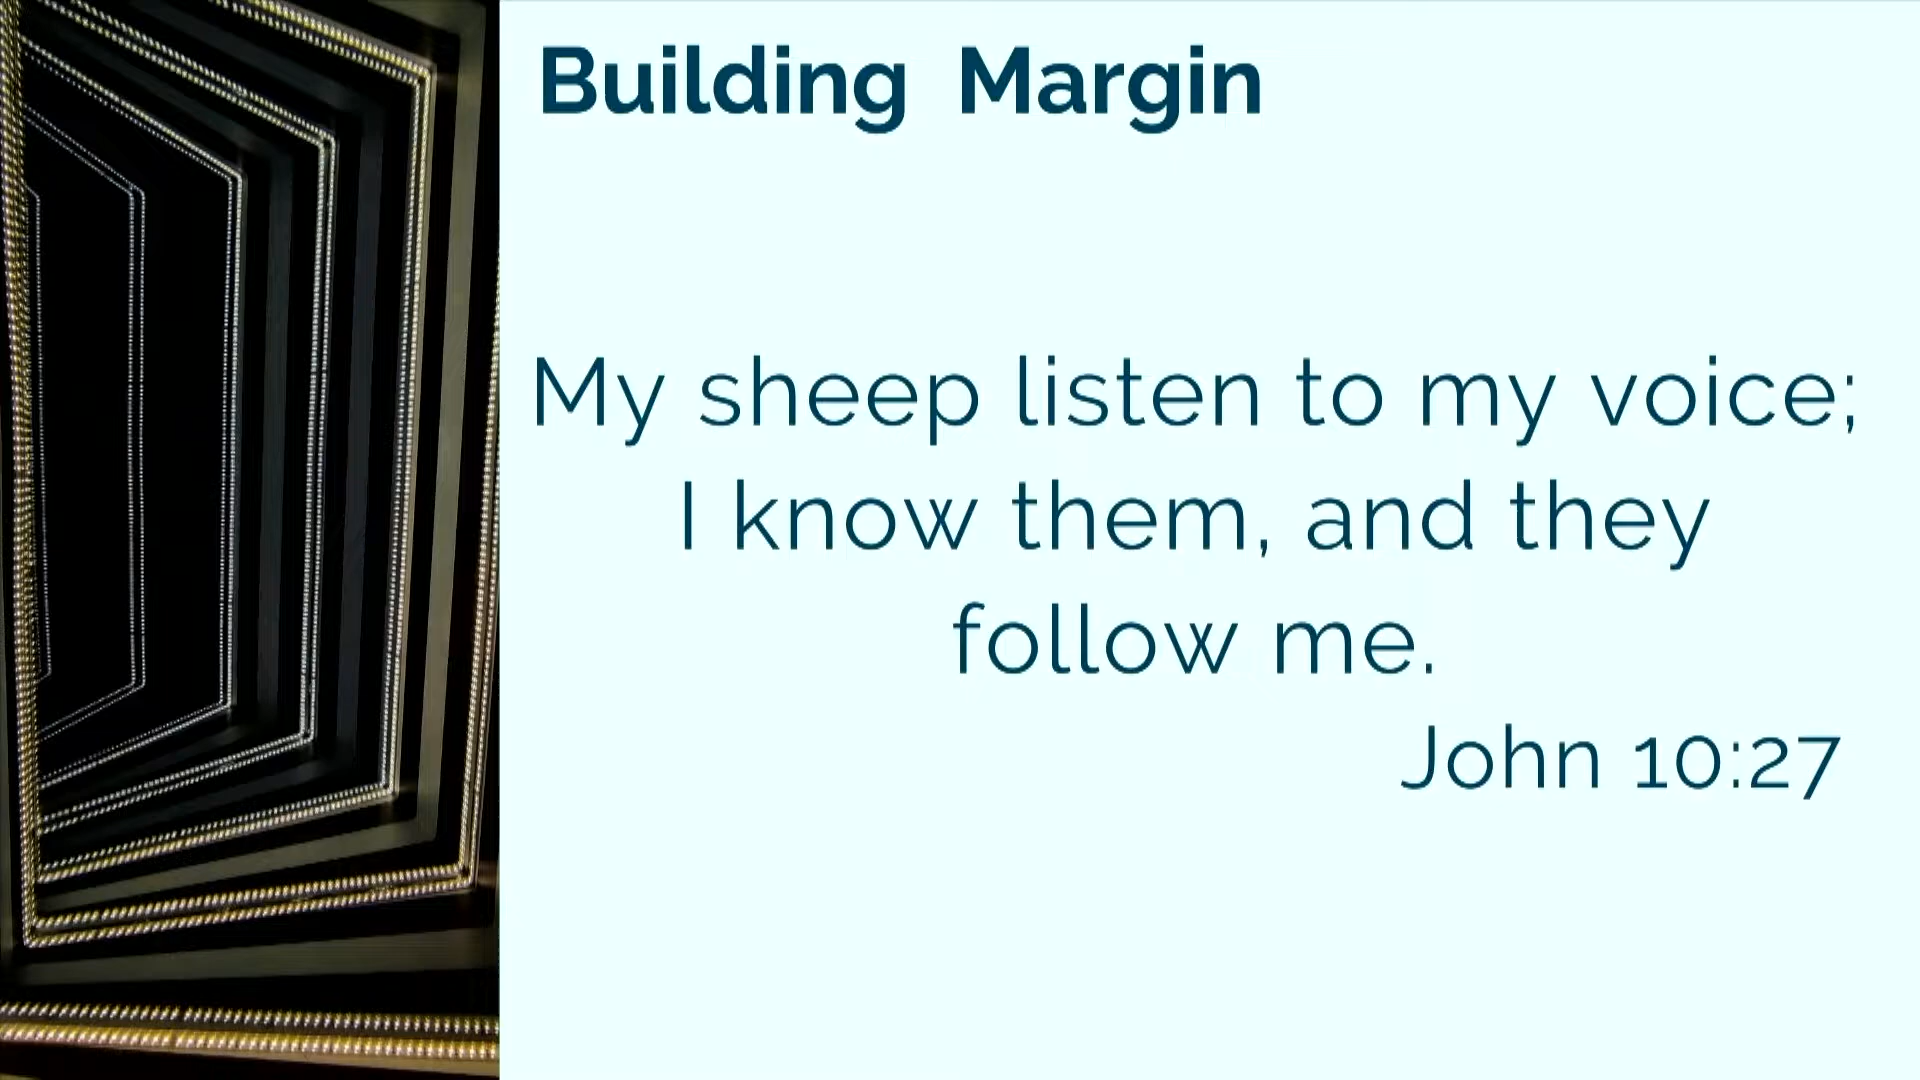 Building Margin
My sheep listen to my voice;
I know them, and they
follow me.
John 10:27